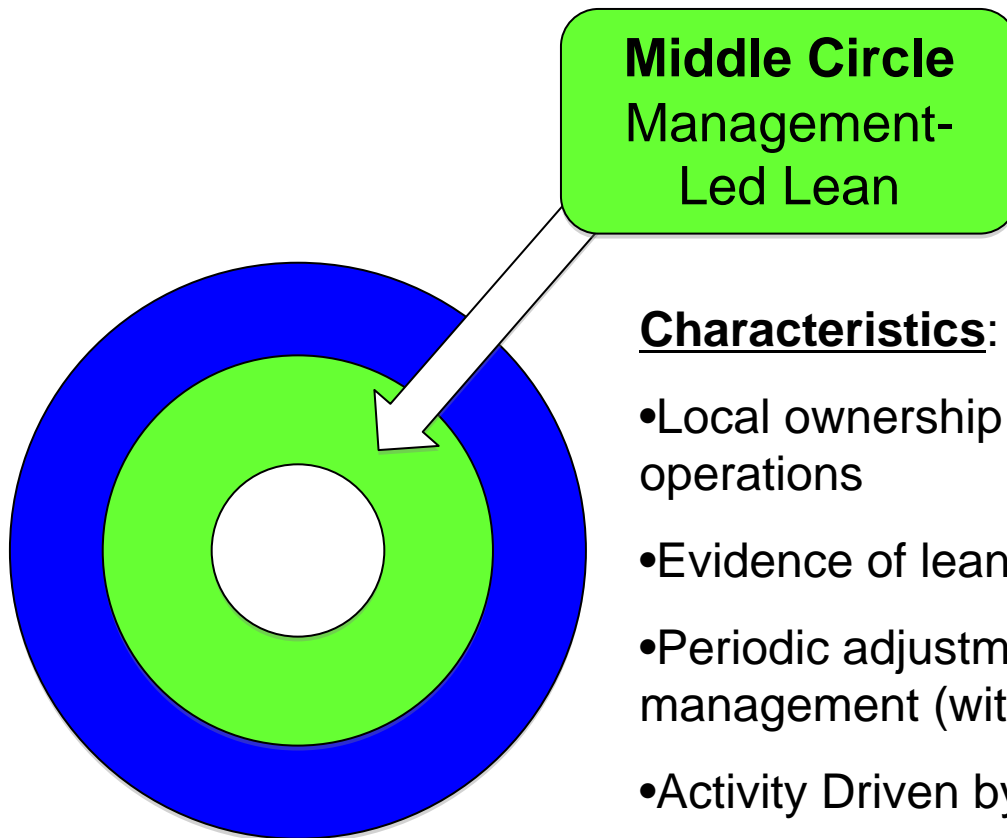 Middle Circle
Management-
Led Lean
Characteristics:
•Local ownership
operations
•Evidence of lean
•Periodic adjustm
management (wit
•Activity Driven by